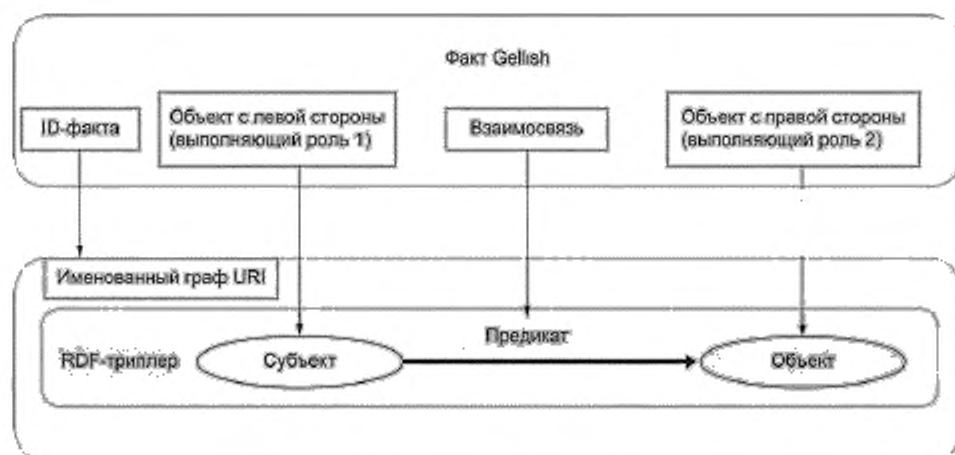 Факт Gellish
ID-факта
Объект с левой стороны
(выполняющий роль 1)
Взаимосвязь
Объект с правой стороны
(выполняющий роль 2)
Именованный граф URI
RDF-триплер
Субъект
Предикат
Объект